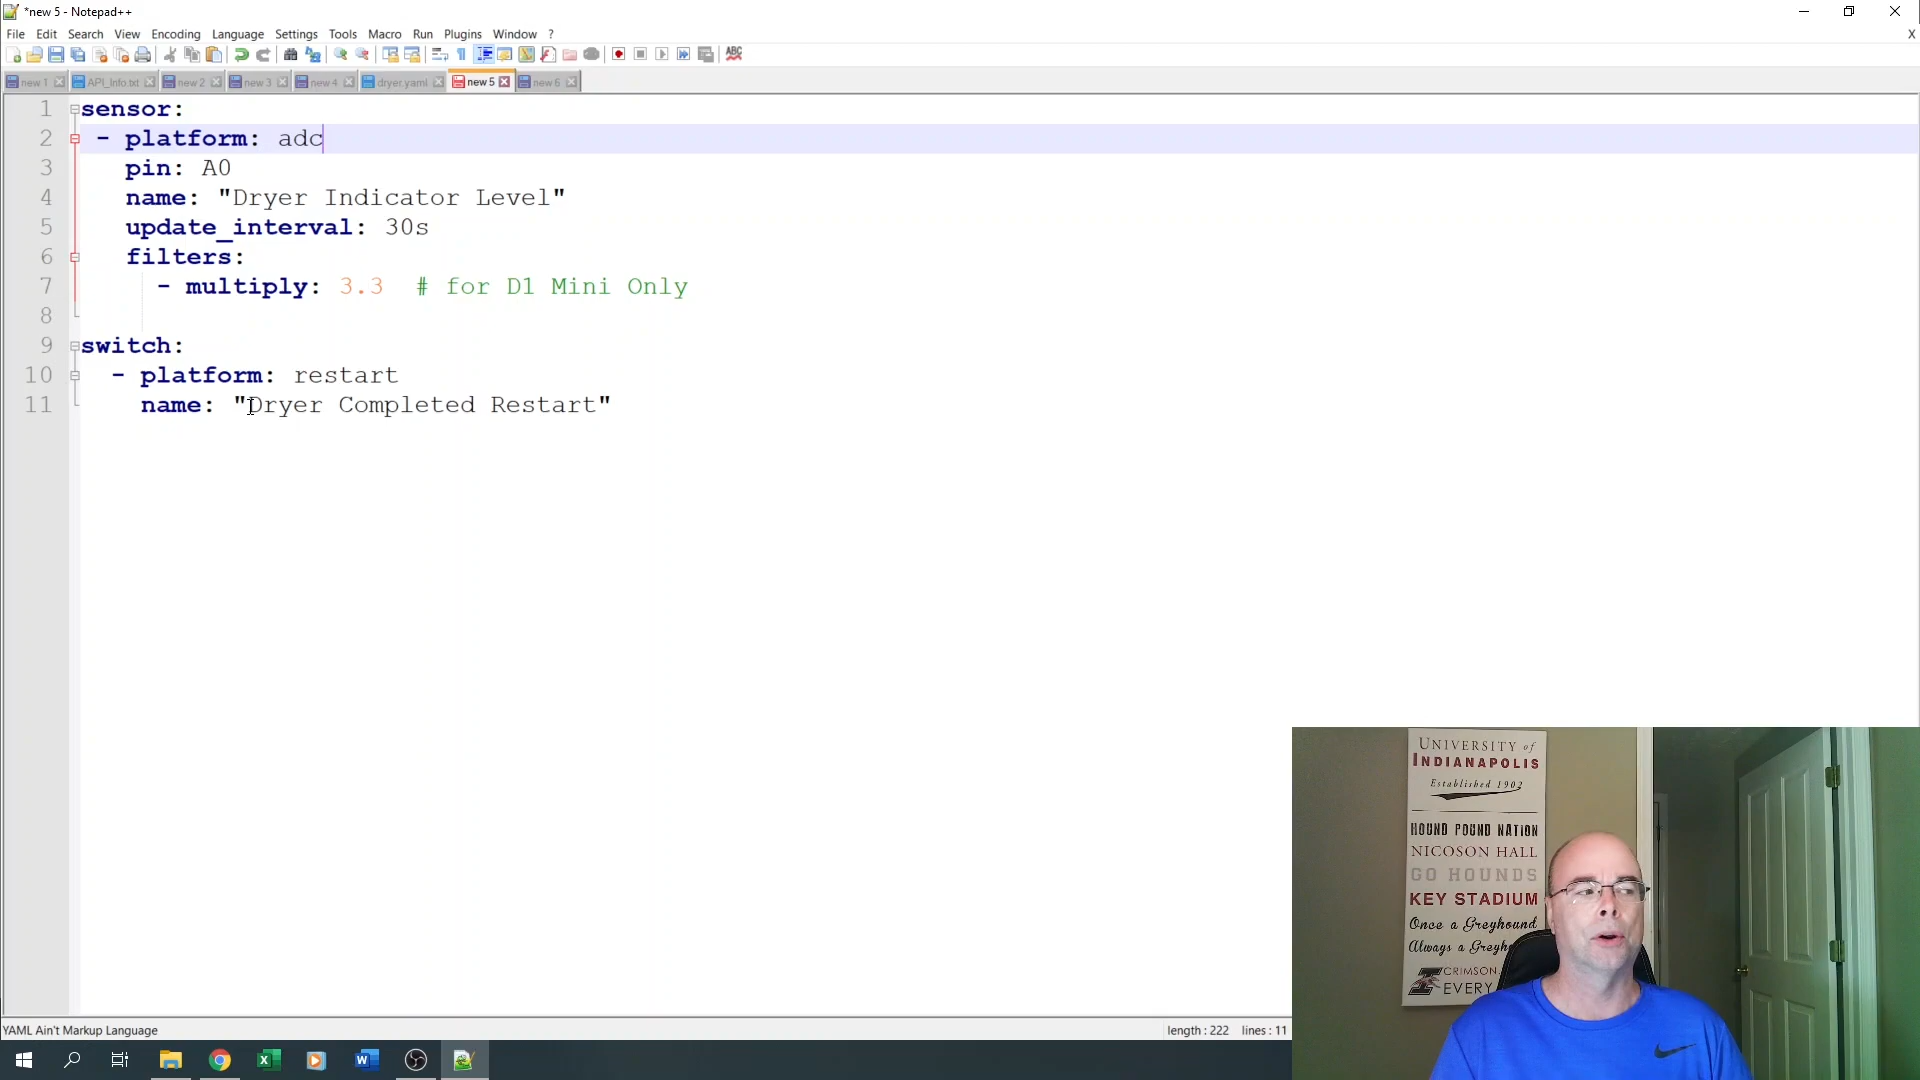 *new 5 - Notepad++
File Edit Search View Encoding Language Settings Tools Macro Run Plugins Window ? X
new 1 API_Info.txt new 2 new 3 new 4 dryer.yaml new 5 new 6
1 sensor:
2 - platform: adc
3 pin: A0
4 name: "Dryer Indicator Level"
5 update_interval: 30s
6 filters:
7 - multiply: 3.3 # for D1 Mini Only
8
9 switch:
10 - platform: restart
11 name: "Dryer Completed Restart"
UNIVERSITY of
INDIANAPOLIS
Established 1902
HOUND POUND NATION
NICOSON HALL
GO HOUNDS
KEY STADIUM
Once a Greyhound
Always a Greyh
CRIMSON
EVERY
YAML Ain't Markup Language length : 222 lines : 11